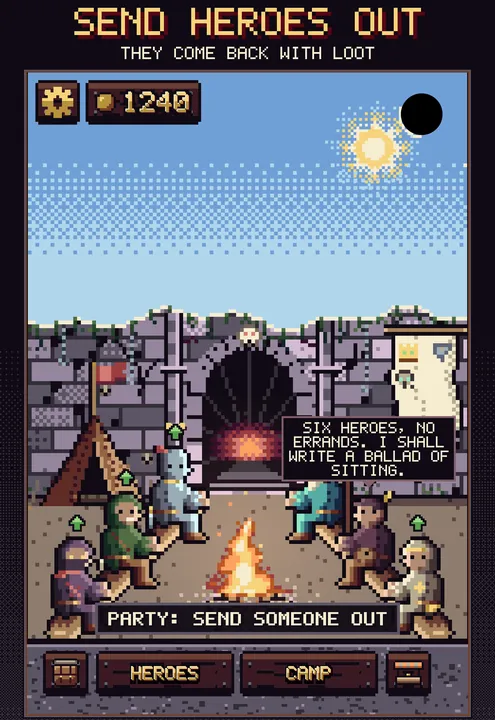 SEND HEROES OUT
THEY COME BACK WITH LOOT
1240
SIX HEROES, NO
ERRANDS. I SHALL
WRITE A BALLAD OF
SITTING.
PARTY: SEND SOMEONE OUT
HEROES
CAMP